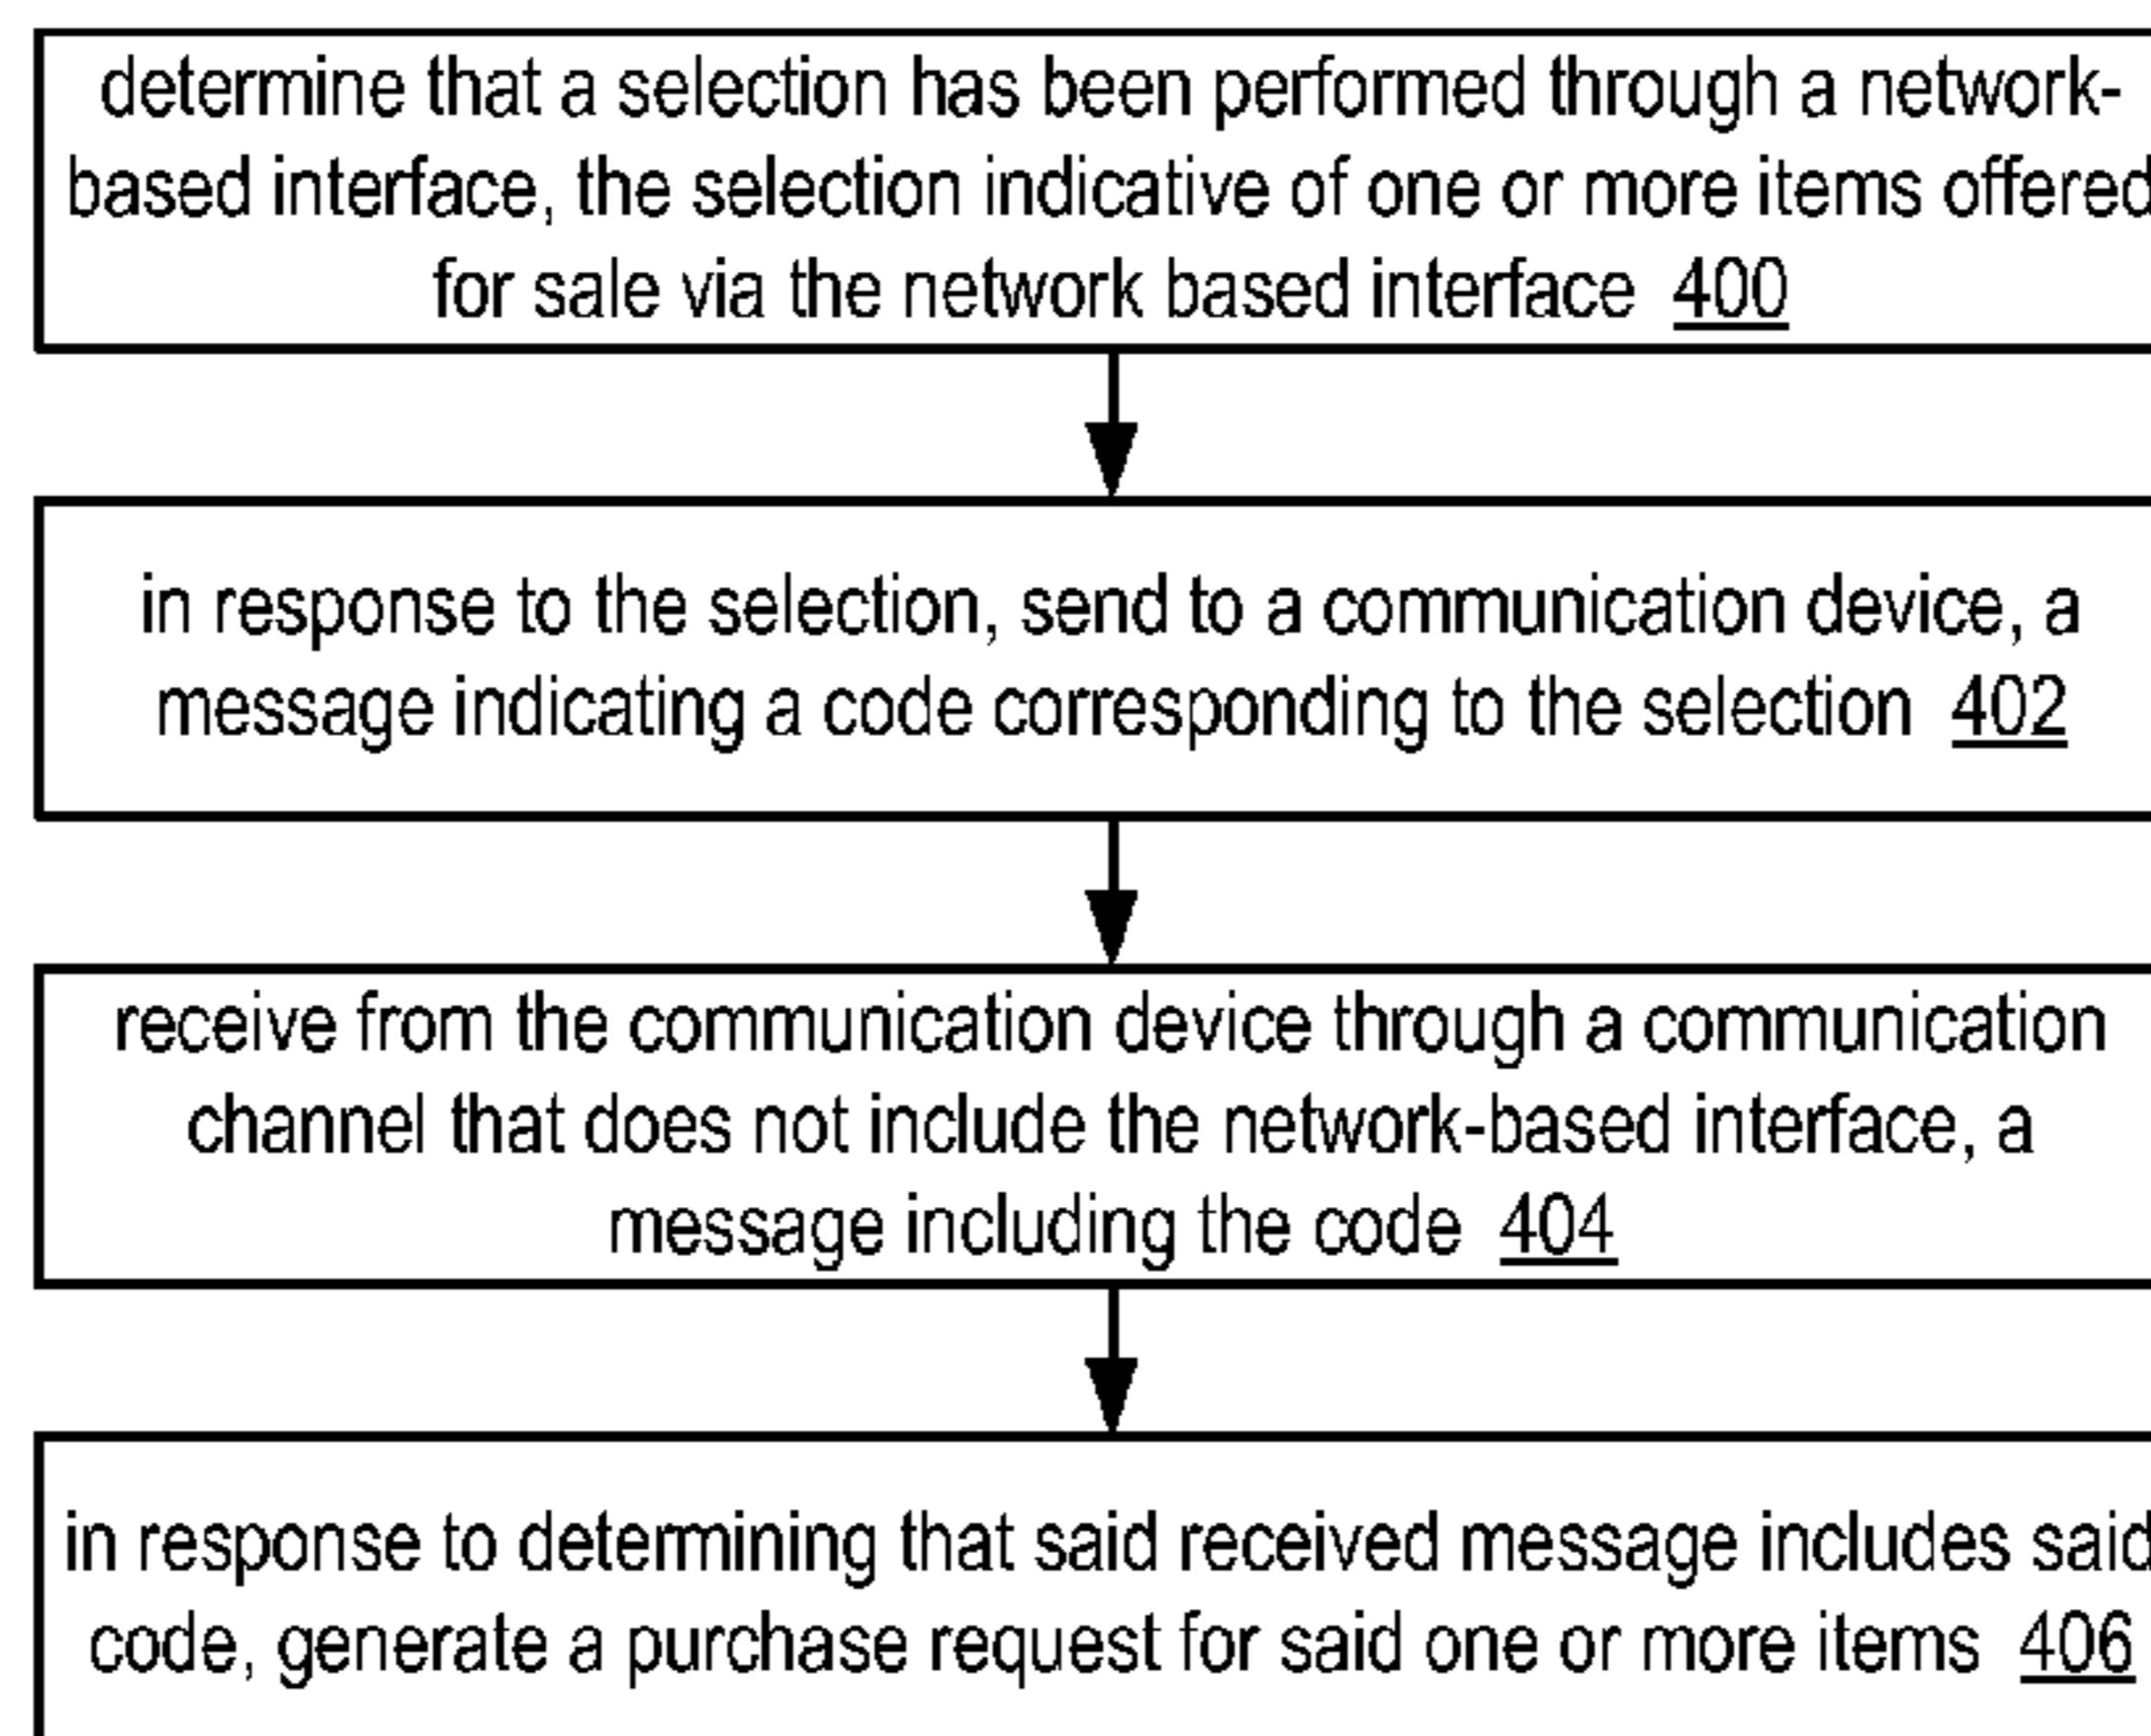 determine that a selection has been performed through a network-
based interface, the selection indicative of one or more items offered
for sale via the network based interface 400
in response to the selection, send to a communication device, a
message indicating a code corresponding to the selection 402
receive from the communication device through a communication
channel that does not include the network-based interface, a
message including the code 404
in response to determining that said received message includes said
code, generate a purchase request for said one or more items 406